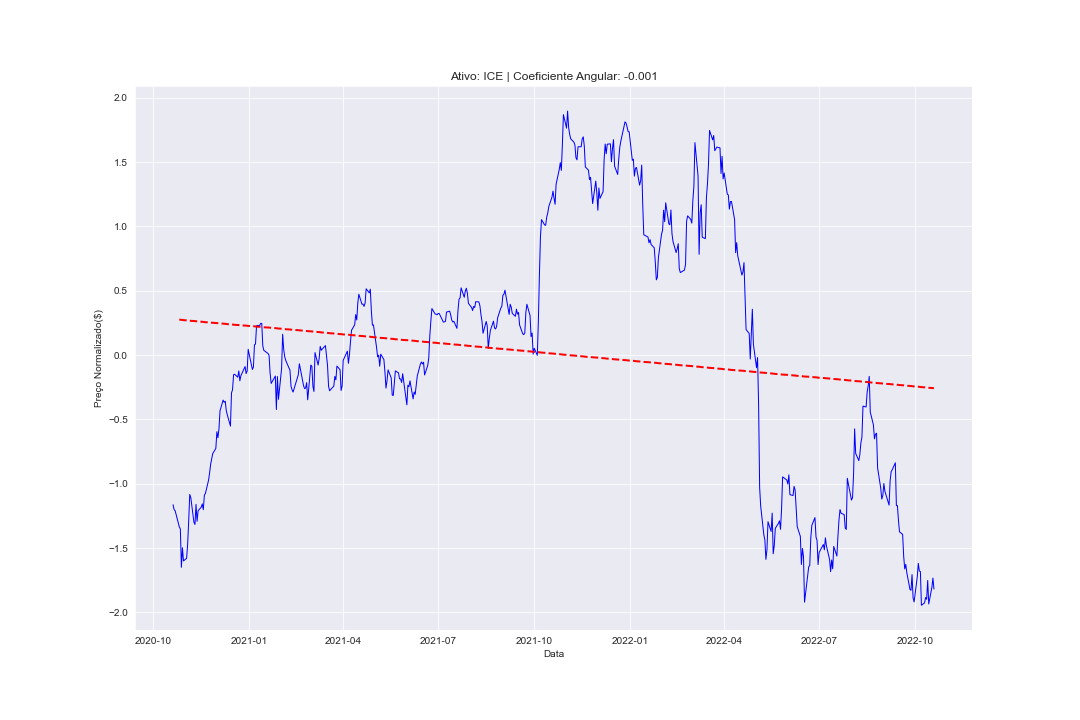 Ativo: ICE | Coeficiente Angular: -0.001
2.0
1.5
1.0
0.5
0.0
−0.5
−1.0
−1.5
−2.0
Preço Normalizado($)
2020-10 2021-01 2021-04 2021-07 2021-10 2022-01 2022-04 2022-07 2022-10
Data